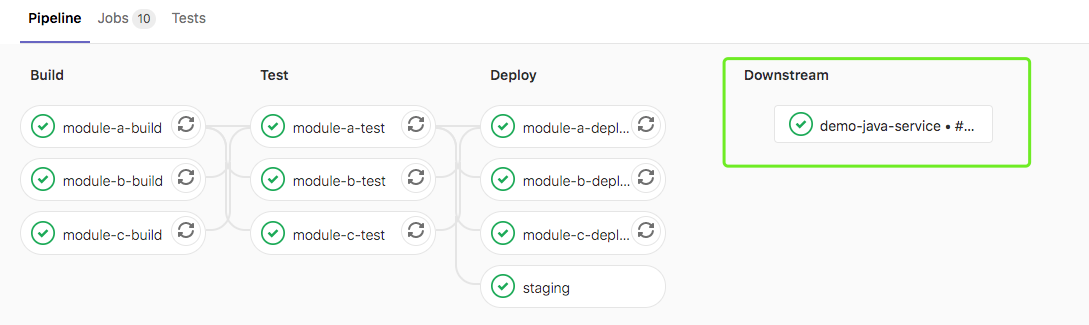 Pipeline Jobs 10 Tests
Build Test Deploy Downstream
module-a-build module-a-test module-a-depl... demo-java-service • #...
module-b-build module-b-test module-b-depl...
module-c-build module-c-test module-c-depl...
staging